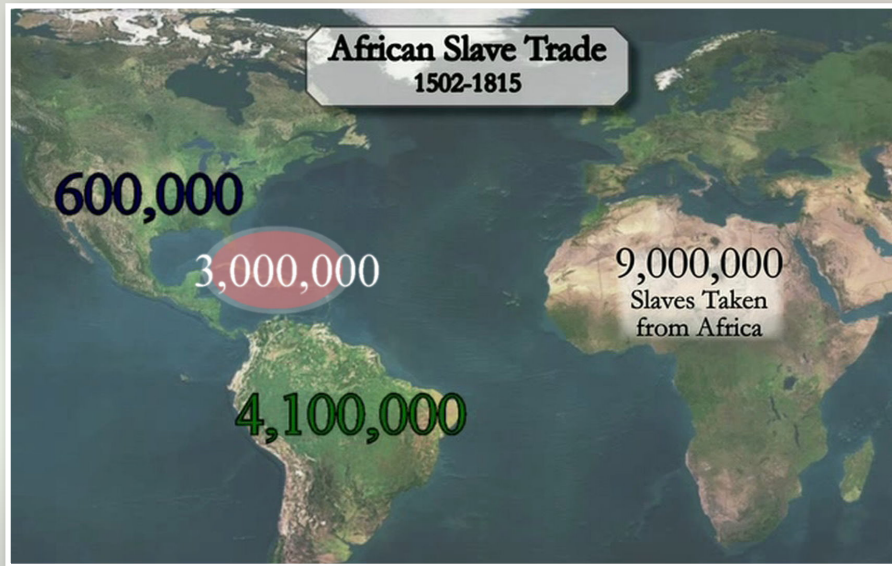 African Slave Trade
1502-1815
600,000
3,000,000
9,000,000
Slaves Taken
from Africa
4,100,000